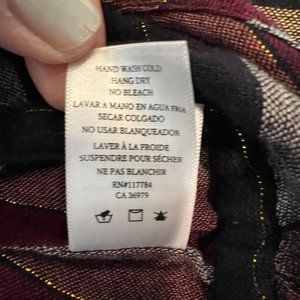 HAND WASH COLD
HANG DRY
NO BLEACH
LAVAR A MANO EN AGUA FRIA
SECAR COLGADO
NO USAR BLANQUEADOR
LAVER À LA FROIDE
SUSPENDRE POUR SÉCHER
NE PAS BLANCHIR
RN#117784
CA 36979